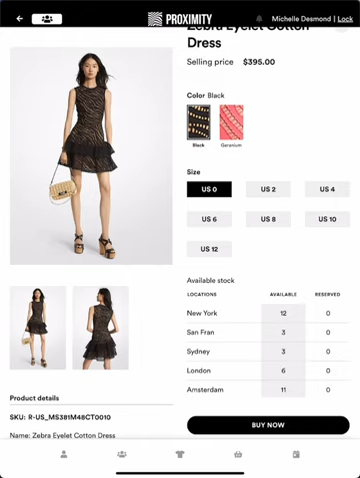 PROXIMITY
Michelle Desmond | Lock
Zebra Eyelet Cotton
Dress
Selling price $395.00
Color Black
Black Geranium
Size
US 0 US 2 US 4
US 6 US 8 US 10
US 12
Available stock
LOCATIONS AVAILABLE RESERVED
New York 12 0
San Fran 3 0
Sydney 3 0
London 6 0
Amsterdam 11 0
BUY NOW
Product details
SKU: R-US_MS381M48CT0010
Name: Zebra Eyelet Cotton Dress